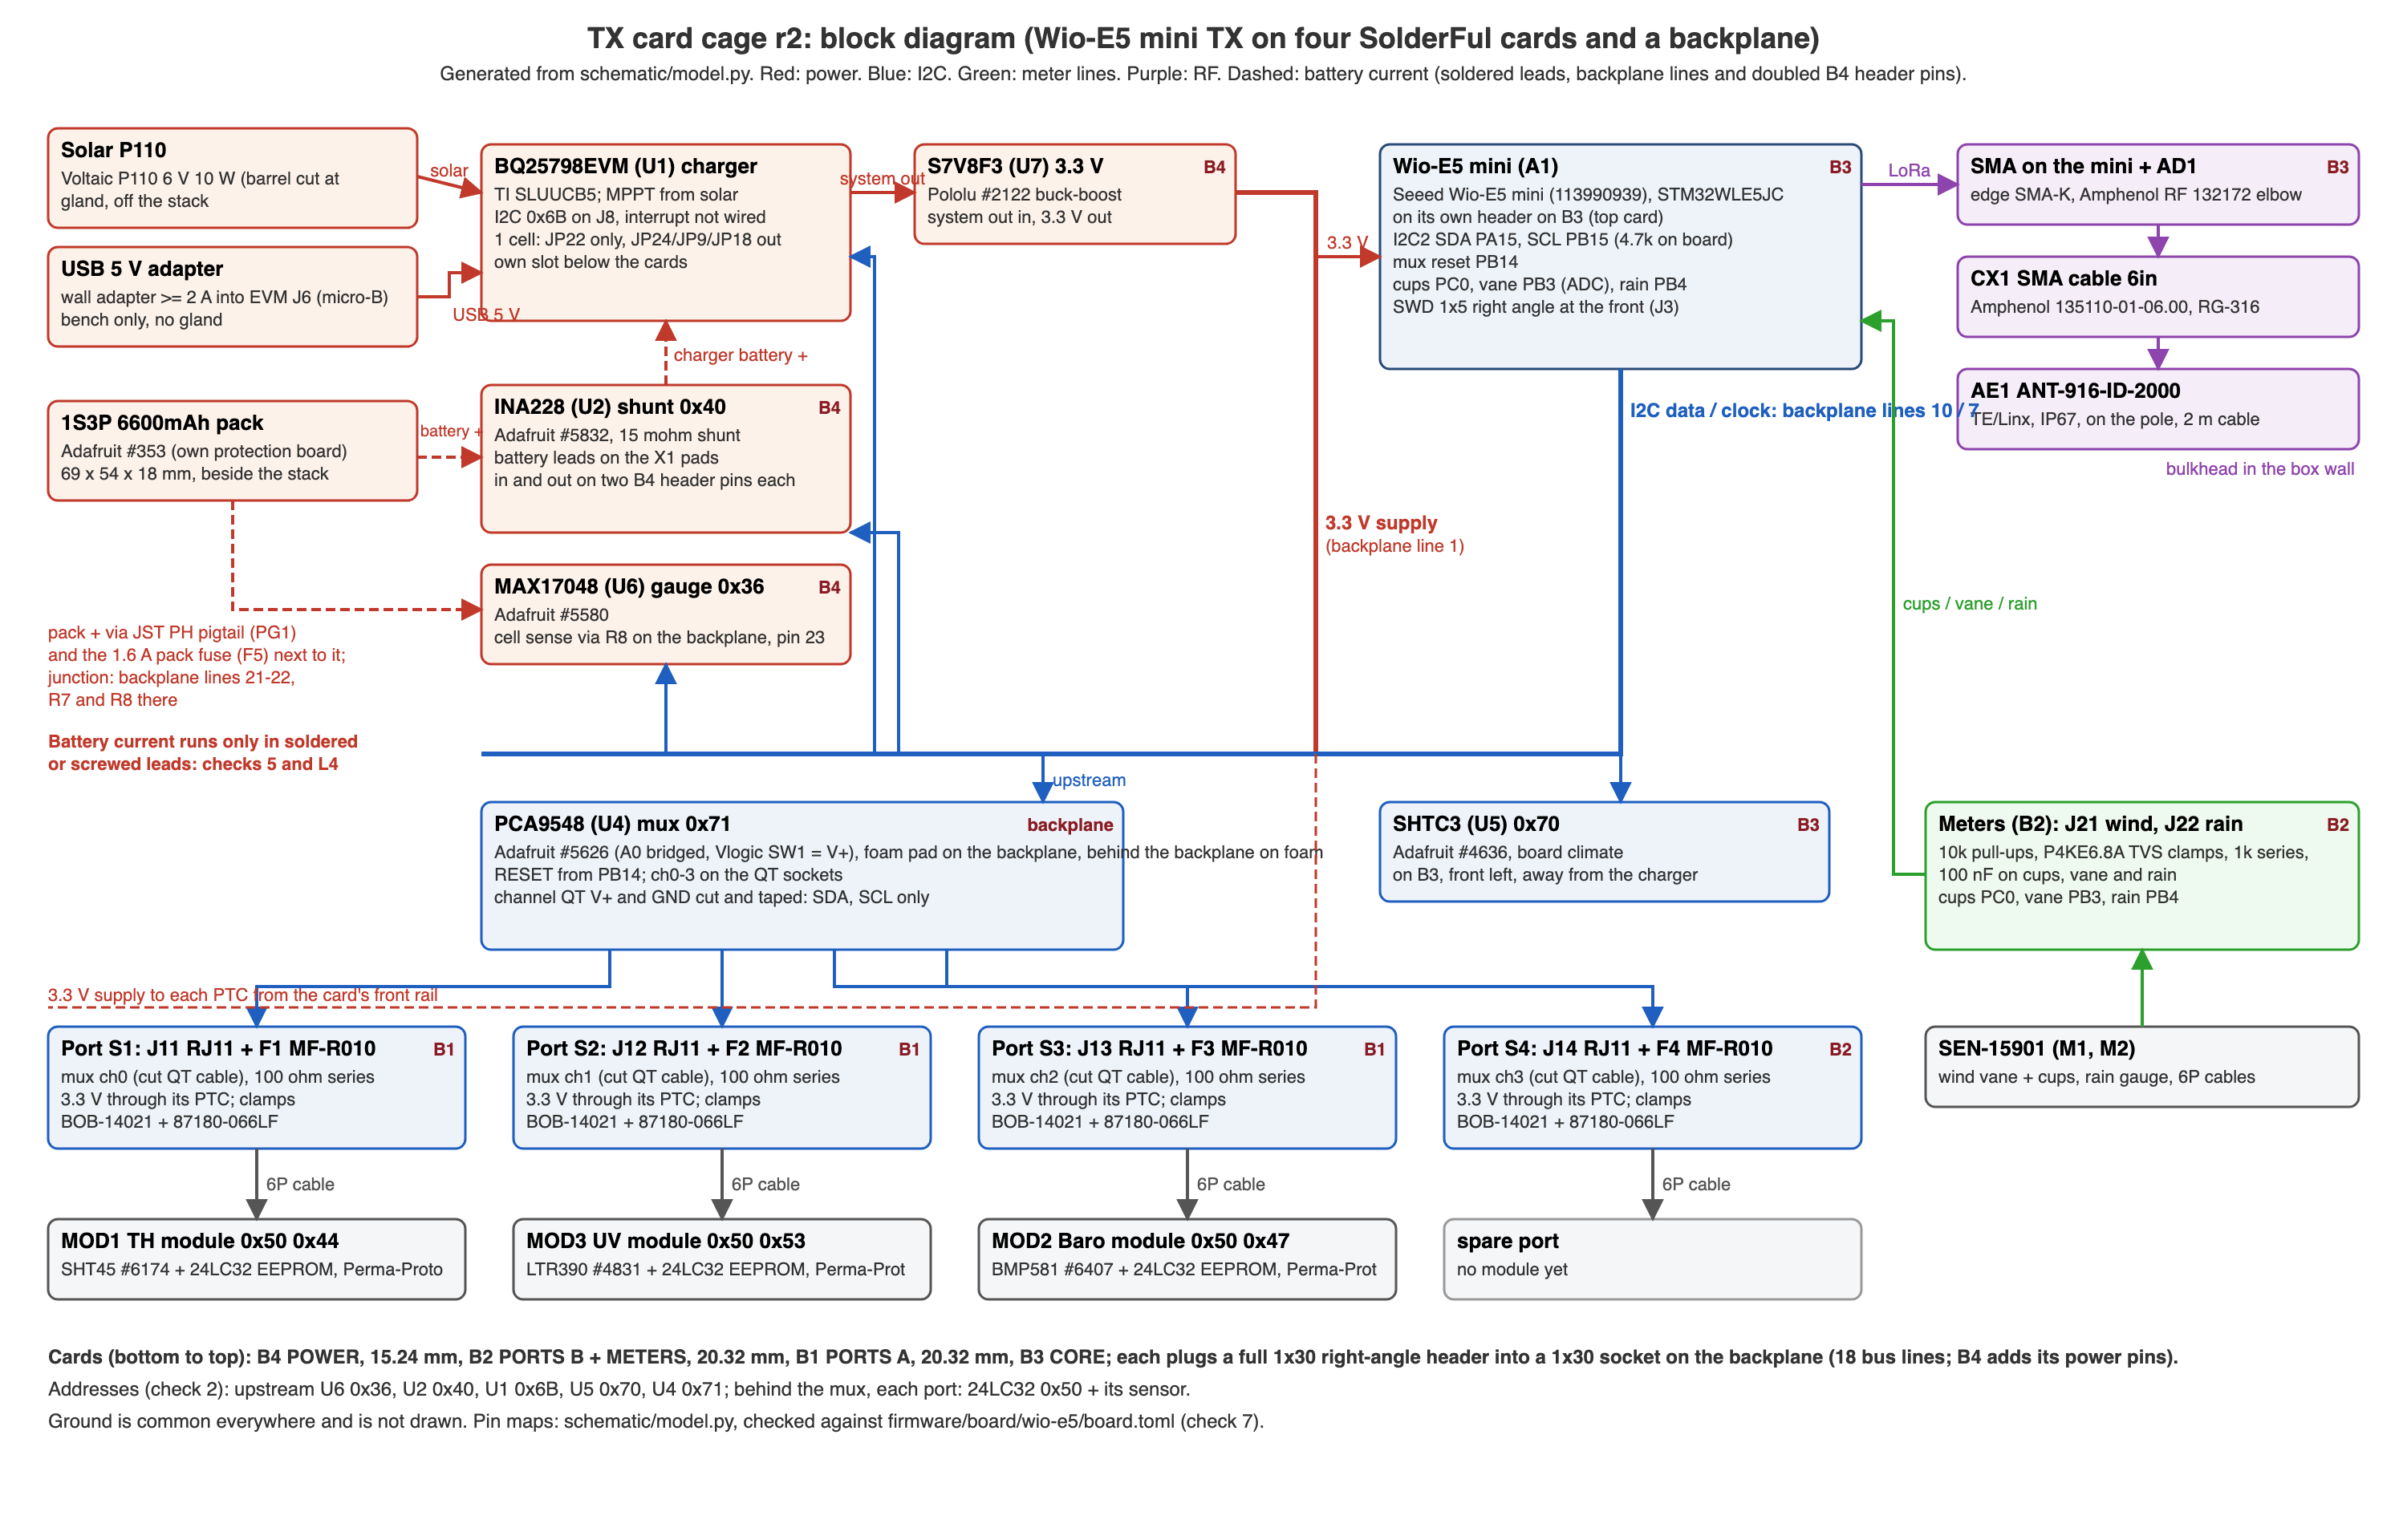 TX card cage r2: block diagram (Wio-E5 mini TX on four SolderFul cards and a backplane)
Generated from schematic/model.py. Red: power. Blue: I2C. Green: meter lines. Purple: RF. Dashed: battery current (soldered leads, backplane lines and doubled B4 header pins).
Solar P110
Voltaic P110 6 V 10 W (barrel cut at
gland, off the stack
solar
USB 5 V adapter
wall adapter >= 2 A into EVM J6 (micro-B)
bench only, no gland
USB 5 V
BQ25798EVM (U1) charger
TI SLUUCB5; MPPT from solar
I2C 0x6B on J8, interrupt not wired
1 cell: JP22 only, JP24/JP9/JP18 out
own slot below the cards
system out
S7V8F3 (U7) 3.3 V
B4
Pololu #2122 buck-boost
system out in, 3.3 V out
3.3 V
Wio-E5 mini (A1)
B3
Seeed Wio-E5 mini (113990939), STM32WLE5JC
on its own header on B3 (top card)
I2C2 SDA PA15, SCL PB15 (4.7k on board)
mux reset PB14
cups PC0, vane PB3 (ADC), rain PB4
SWD 1x5 right angle at the front (J3)
LoRa
SMA on the mini + AD1
B3
edge SMA-K, Amphenol RF 132172 elbow
CX1 SMA cable 6in
Amphenol 135110-01-06.00, RG-316
AE1 ANT-916-ID-2000
TE/Linx, IP67, on the pole, 2 m cable
bulkhead in the box wall
charger battery +
1S3P 6600mAh pack
Adafruit #353 (own protection board)
69 x 54 x 18 mm, beside the stack
battery +
INA228 (U2) shunt 0x40
B4
Adafruit #5832, 15 mohm shunt
battery leads on the X1 pads
in and out on two B4 header pins each
I2C data / clock: backplane lines 10 / 7
3.3 V supply
(backplane line 1)
MAX17048 (U6) gauge 0x36
B4
Adafruit #5580
cell sense via R8 on the backplane, pin 23
cups / vane / rain
pack + via JST PH pigtail (PG1)
and the 1.6 A pack fuse (F5) next to it;
junction: backplane lines 21-22,
R7 and R8 there
Battery current runs only in soldered
or screwed leads: checks 5 and L4
upstream
PCA9548 (U4) mux 0x71
backplane
Adafruit #5626 (A0 bridged, Vlogic SW1 = V+), foam pad on the backplane, behind the backplane on foam
RESET from PB14; ch0-3 on the QT sockets
channel QT V+ and GND cut and taped: SDA, SCL only
SHTC3 (U5) 0x70
B3
Adafruit #4636, board climate
on B3, front left, away from the charger
Meters (B2): J21 wind, J22 rain
B2
10k pull-ups, P4KE6.8A TVS clamps, 1k series,
100 nF on cups, vane and rain
cups PC0, vane PB3, rain PB4
3.3 V supply to each PTC from the card's front rail
Port S1: J11 RJ11 + F1 MF-R010
B1
mux ch0 (cut QT cable), 100 ohm series
3.3 V through its PTC; clamps
BOB-14021 + 87180-066LF
Port S2: J12 RJ11 + F2 MF-R010
B1
mux ch1 (cut QT cable), 100 ohm series
3.3 V through its PTC; clamps
BOB-14021 + 87180-066LF
Port S3: J13 RJ11 + F3 MF-R010
B1
mux ch2 (cut QT cable), 100 ohm series
3.3 V through its PTC; clamps
BOB-14021 + 87180-066LF
Port S4: J14 RJ11 + F4 MF-R010
B2
mux ch3 (cut QT cable), 100 ohm series
3.3 V through its PTC; clamps
BOB-14021 + 87180-066LF
SEN-15901 (M1, M2)
wind vane + cups, rain gauge, 6P cables
6P cable
6P cable
6P cable
6P cable
MOD1 TH module 0x50 0x44
SHT45 #6174 + 24LC32 EEPROM, Perma-Proto
MOD3 UV module 0x50 0x53
LTR390 #4831 + 24LC32 EEPROM, Perma-Prot
MOD2 Baro module 0x50 0x47
BMP581 #6407 + 24LC32 EEPROM, Perma-Prot
spare port
no module yet
Cards (bottom to top): B4 POWER, 15.24 mm, B2 PORTS B + METERS, 20.32 mm, B1 PORTS A, 20.32 mm, B3 CORE; each plugs a full 1x30 right-angle header into a 1x30 socket on the backplane (18 bus lines; B4 adds its power pins).
Addresses (check 2): upstream U6 0x36, U2 0x40, U1 0x6B, U5 0x70, U4 0x71; behind the mux, each port: 24LC32 0x50 + its sensor.
Ground is common everywhere and is not drawn. Pin maps: schematic/model.py, checked against firmware/board/wio-e5/board.toml (check 7).